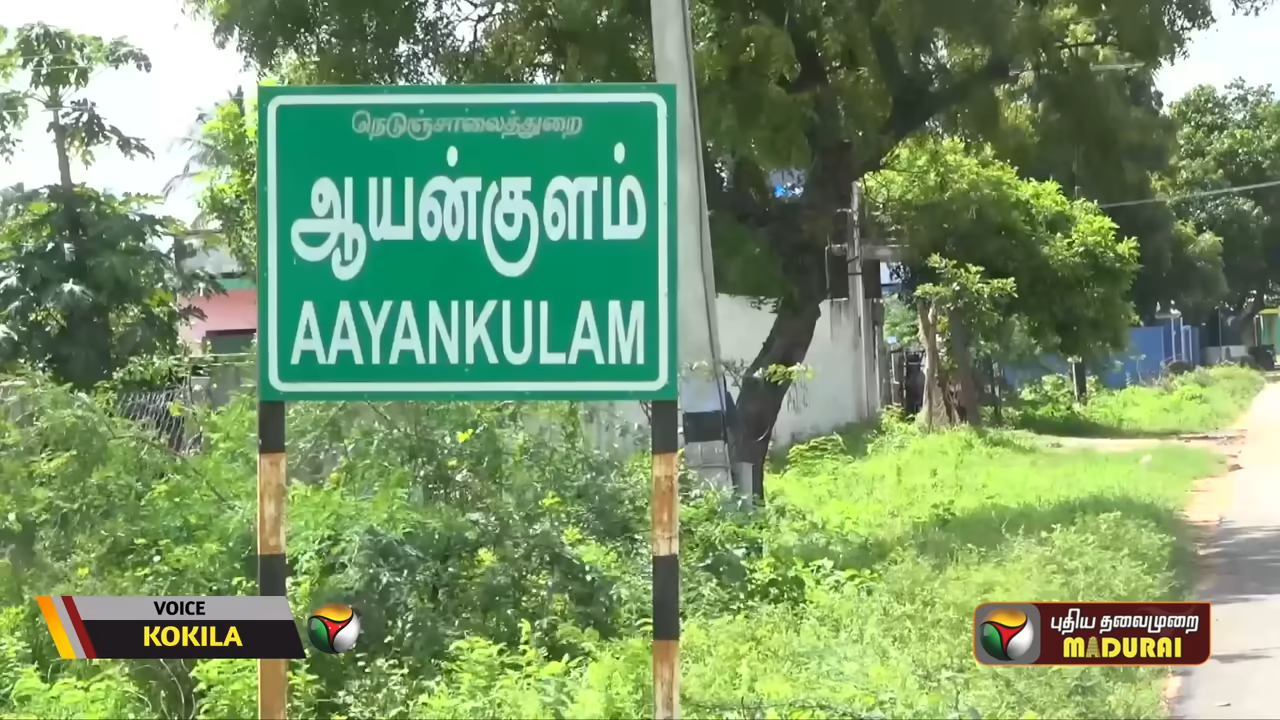 நெடுஞ்சாலைத்துறை
ஆயன்குளம்
AAYANKULAM
VOICE
KOKILA
புதிய தலைமுறை
MADURAI